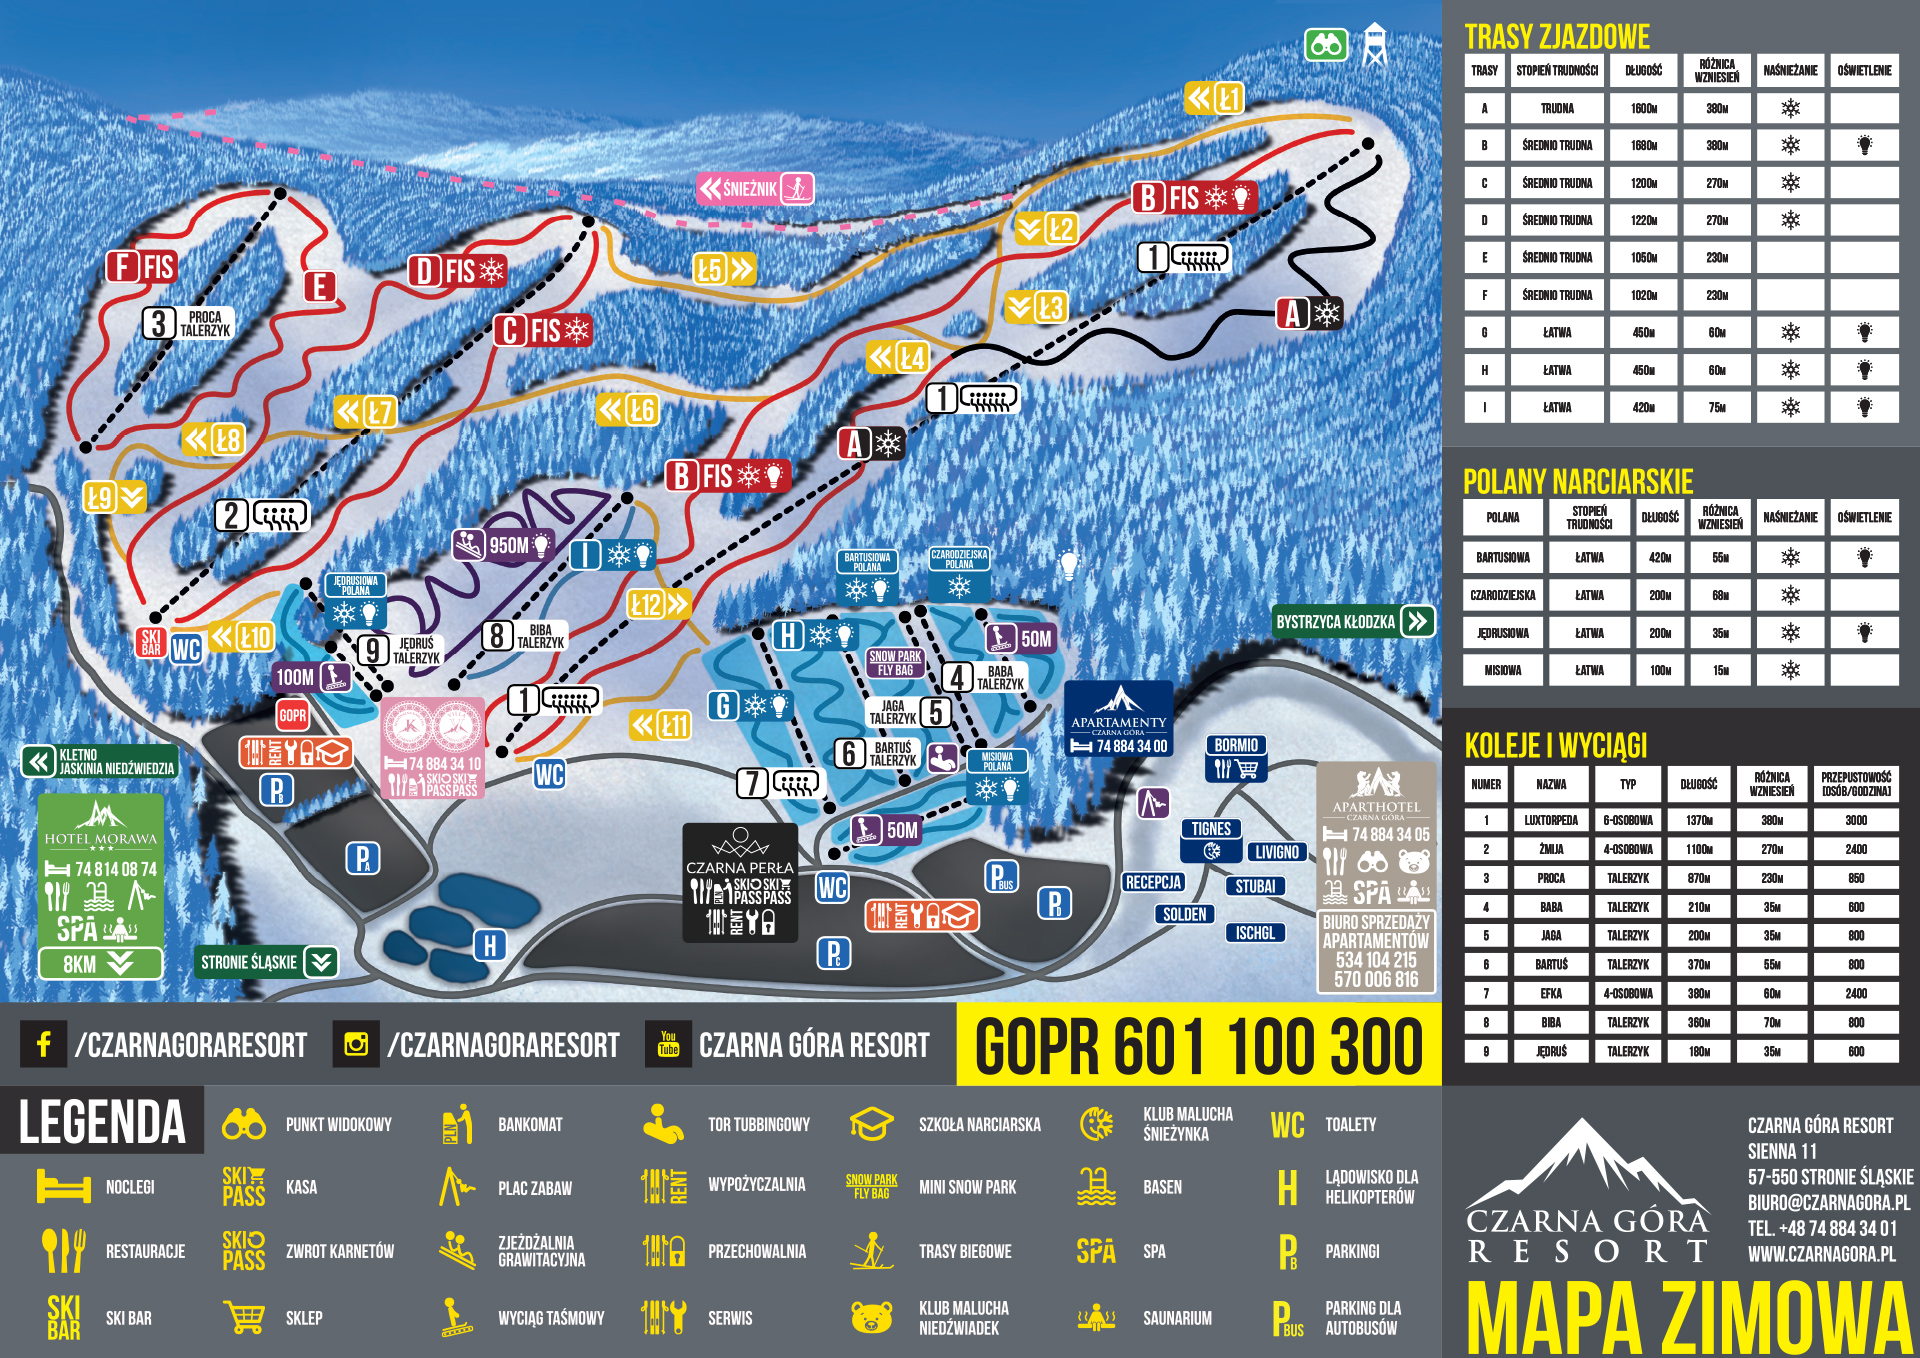 Ł1
ŚNIEŻNIK
B FIS
Ł2
1
Ł5
Ł3
A
F FIS
E
D FIS
3 PROCA
TALERZYK
C FIS
Ł4
1
Ł7
Ł6
Ł8
A
B FIS
Ł9
2
950M
I
JĘDRUSIOWA
POLANA
BARTUSIOWA
POLANA
CZARODZIEJSKA
POLANA
Ł12
BYSTRZYCA KŁODZKA
SKI
BAR
WC
Ł10
9 JĘDRUŚ
TALERZYK
8 BIBA
TALERZYK
H
50M
SNOW PARK
FLY BAG
4 BABA
TALERZYK
100M
GOPR
RENT
1
G
JAGA
TALERZYK 5
Ł11
APARTAMENTY
CZARNA GÓRA
74 884 34 00
KLETNO
JASKINIA NIEDŹWIEDZIA
74 884 34 10
SKI SKI
PASS PASS
WC
6 BARTUŚ
TALERZYK
MISIOWA
POLANA
BORMIO
PB
7
50M
HOTEL MORAWA
74 814 08 74
SPA
8KM
PA
CZARNA PERŁA
PLN
SKI SKI
PASS PASS
RENT
WC
RENT
PC
PBUS
PD
TIGNES
LIVIGNO
RECEPCJA
STUBAI
SOLDEN
ISCHGL
APARTHOTEL
CZARNA GÓRA
74 884 34 05
SPA
BIURO SPRZEDAŻY
APARTAMENTÓW
534 104 215
570 006 816
STRONIE ŚLĄSKIE
H
/CZARNAGORARESORT
/CZARNAGORARESORT
You
Tube
CZARNA GÓRA RESORT
GOPR 601 100 300
LEGENDA
PUNKT WIDOKOWY
PLN
BANKOMAT
TOR TUBBINGOWY
SZKOŁA NARCIARSKA
KLUB MALUCHA
ŚNIEŻYNKA
WC TOALETY
NOCLEGI
SKI
PASS
KASA
PLAC ZABAW
RENT
WYPOŻYCZALNIA
SNOW PARK
FLY BAG
MINI SNOW PARK
BASEN
H LĄDOWISKO DLA
HELIKOPTERÓW
RESTAURACJE
SKI
PASS
ZWROT KARNETÓW
ZJEŻDŻALNIA
GRAWITACYJNA
PRZECHOWALNIA
TRASY BIEGOWE
SPA SPA
PB PARKINGI
SKI
BAR
SKI BAR
SKLEP
WYCIĄG TAŚMOWY
SERWIS
KLUB MALUCHA
NIEDŹWIADEK
SAUNARIUM
PBUS
PARKING DLA
AUTOBUSÓW
TRASY ZJAZDOWE
TRASY STOPIEŃ TRUDNOŚCI DŁUGOŚĆ RÓŻNICA WZNIESIEŃ NAŚNIEŻANIE OŚWIETLENIE
A TRUDNA 1600M 380M
B ŚREDNIO TRUDNA 1680M 380M
C ŚREDNIO TRUDNA 1200M 270M
D ŚREDNIO TRUDNA 1220M 270M
E ŚREDNIO TRUDNA 1050M 230M
F ŚREDNIO TRUDNA 1020M 230M
G ŁATWA 450M 60M
H ŁATWA 450M 60M
I ŁATWA 420M 75M
POLANY NARCIARSKIE
POLANA STOPIEŃ TRUDNOŚCI DŁUGOŚĆ RÓŻNICA WZNIESIEŃ NAŚNIEŻANIE OŚWIETLENIE
BARTUSIOWA ŁATWA 420M 55M
CZARODZIEJSKA ŁATWA 200M 68M
JĘDRUSIOWA ŁATWA 200M 35M
MISIOWA ŁATWA 100M 15M
KOLEJE I WYCIĄGI
NUMER NAZWA TYP DŁUGOŚĆ RÓŻNICA WZNIESIEŃ PRZEPUSTOWOŚĆ [OSÓB/GODZINA]
1 LUXTORPEDA 6-OSOBOWA 1370M 380M 3000
2 ŻMIJA 4-OSOBOWA 1100M 270M 2400
3 PROCA TALERZYK 870M 230M 850
4 BABA TALERZYK 210M 35M 600
5 JAGA TALERZYK 200M 35M 800
6 BARTUŚ TALERZYK 370M 55M 800
7 EFKA 4-OSOBOWA 380M 60M 2400
8 BIBA TALERZYK 360M 70M 800
9 JĘDRUŚ TALERZYK 180M 35M 600
CZARNA GÓRA
RESORT
CZARNA GÓRA RESORT
SIENNA 11
57-550 STRONIE ŚLĄSKIE
BIURO@CZARNAGORA.PL
TEL. +48 74 884 34 01
WWW.CZARNAGORA.PL
MAPA ZIMOWA